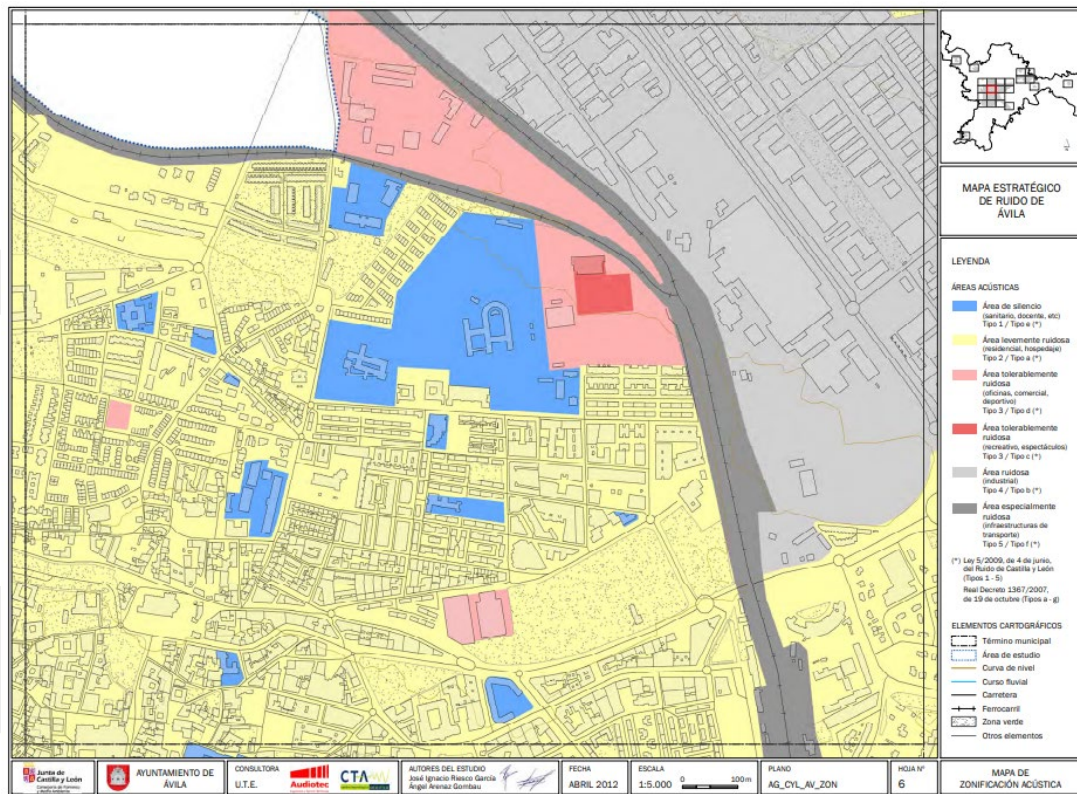 MAPA ESTRATÉGICO
DE RUIDO DE
ÁVILA
LEYENDA
ÁREAS ACÚSTICAS
Área de silencio
(sanitario, docente, etc)
Tipo 1 / Tipo e (*)
Área levemente ruidosa
(residencial, hospedaje)
Tipo 2 / Tipo a (*)
Área tolerablemente
ruidosa
(oficinas, comercial,
deportivo)
Tipo 3 / Tipo d (*)
Área tolerablemente
ruidosa
(recreativo, espectáculos)
Tipo 3 / Tipo c (*)
Área ruidosa
(industrial)
Tipo 4 / Tipo b (*)
Área especialmente
ruidosa
(infraestructuras de
transporte)
Tipo 5 / Tipo f (*)
(*) Ley 5/2009, de 4 de junio,
del Ruido de Castilla y León
(Tipos 1 - 5)
Real Decreto 1367/2007,
de 19 de octubre (Tipos a - g)
ELEMENTOS CARTOGRÁFICOS
Término municipal
Área de estudio
Curva de nivel
Curso fluvial
Carretera
Ferrocarril
Zona verde
Otros elementos
Junta de
Castilla y León
AYUNTAMIENTO DE
ÁVILA
CONSULTORA
U.T.E.
Audiotec
CTA
AUTORES DEL ESTUDIO
José Ignacio Riesco García
Ángel Arenaz Gombáu
FECHA
ABRIL 2012
ESCALA
1:5.000
0 100m
PLANO
AG_CYL_AV_ZON
HOJA Nº
6
MAPA DE
ZONIFICACIÓN ACÚSTICA